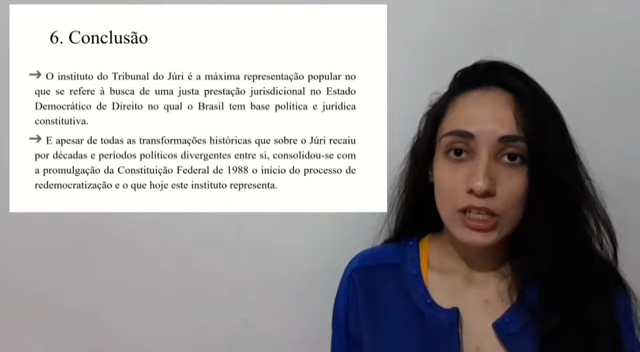 6. Conclusão
➔ O instituto do Tribunal do Júri é a máxima representação popular no
que se refere à busca de uma justa prestação jurisdicional no Estado
Democrático de Direito no qual o Brasil tem base política e jurídica
constitutiva.
➔ E apesar de todas as transformações históricas que sobre o Júri recaiu
por décadas e períodos políticos divergentes entre si, consolidou-se com
a promulgação da Constituição Federal de 1988 o início do processo de
redemocratização e o que hoje este instituto representa.